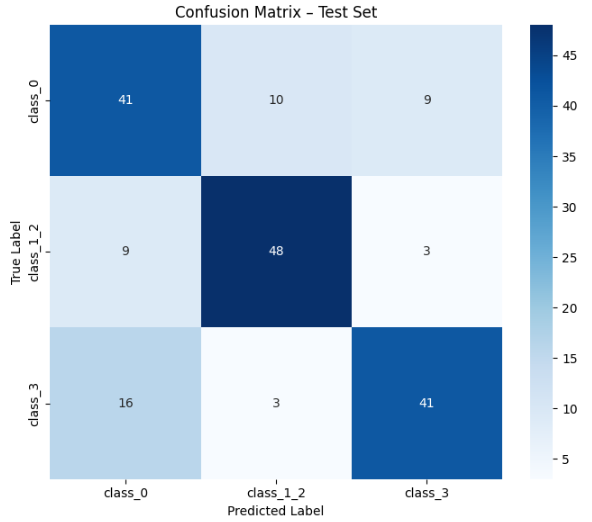 Confusion Matrix – Test Set
class_0
41
10
9
class_1_2
9
48
3
class_3
16
3
41
True Label
class_0
class_1_2
class_3
Predicted Label
45
40
35
30
25
20
15
10
5